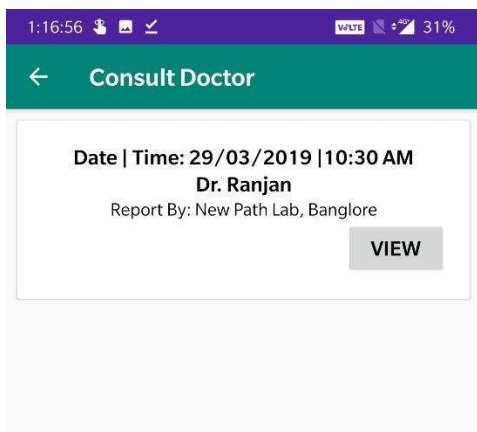 1:16:56 VoLTE 4G 31%
Consult Doctor
Date | Time: 29/03/2019 |10:30 AM
Dr. Ranjan
Report By: New Path Lab, Banglore
VIEW